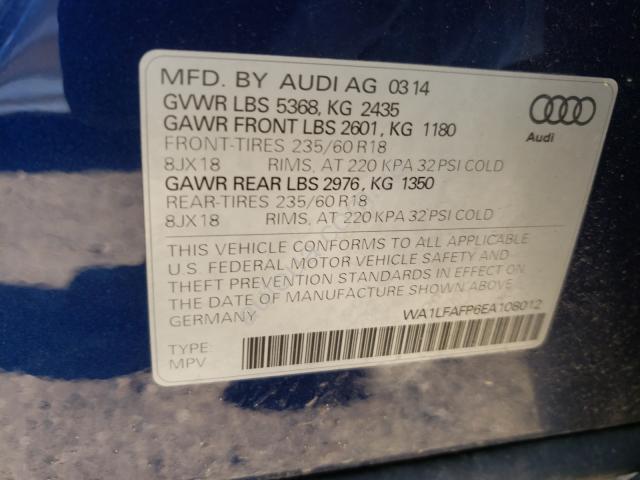 MFD. BY AUDI AG 03 14
GVWR LBS 5368, KG 2435
GAWR FRONT LBS 2601, KG 1180
FRONT-TIRES 235/60 R18
8JX18 RIMS, AT 220 KPA 32 PSI COLD
GAWR REAR LBS 2976, KG 1350
REAR-TIRES 235/60 R18
8JX18 RIMS, AT 220 KPA 32 PSI COLD
Audi
THIS VEHICLE CONFORMS TO ALL APPLICABLE
U.S. FEDERAL MOTOR VEHICLE SAFETY AND
THEFT PREVENTION STANDARDS IN EFFECT ON
THE DATE OF MANUFACTURE SHOWN ABOVE.
GERMANY
WA1LFAFP6EA108012
TYPE:
MPV